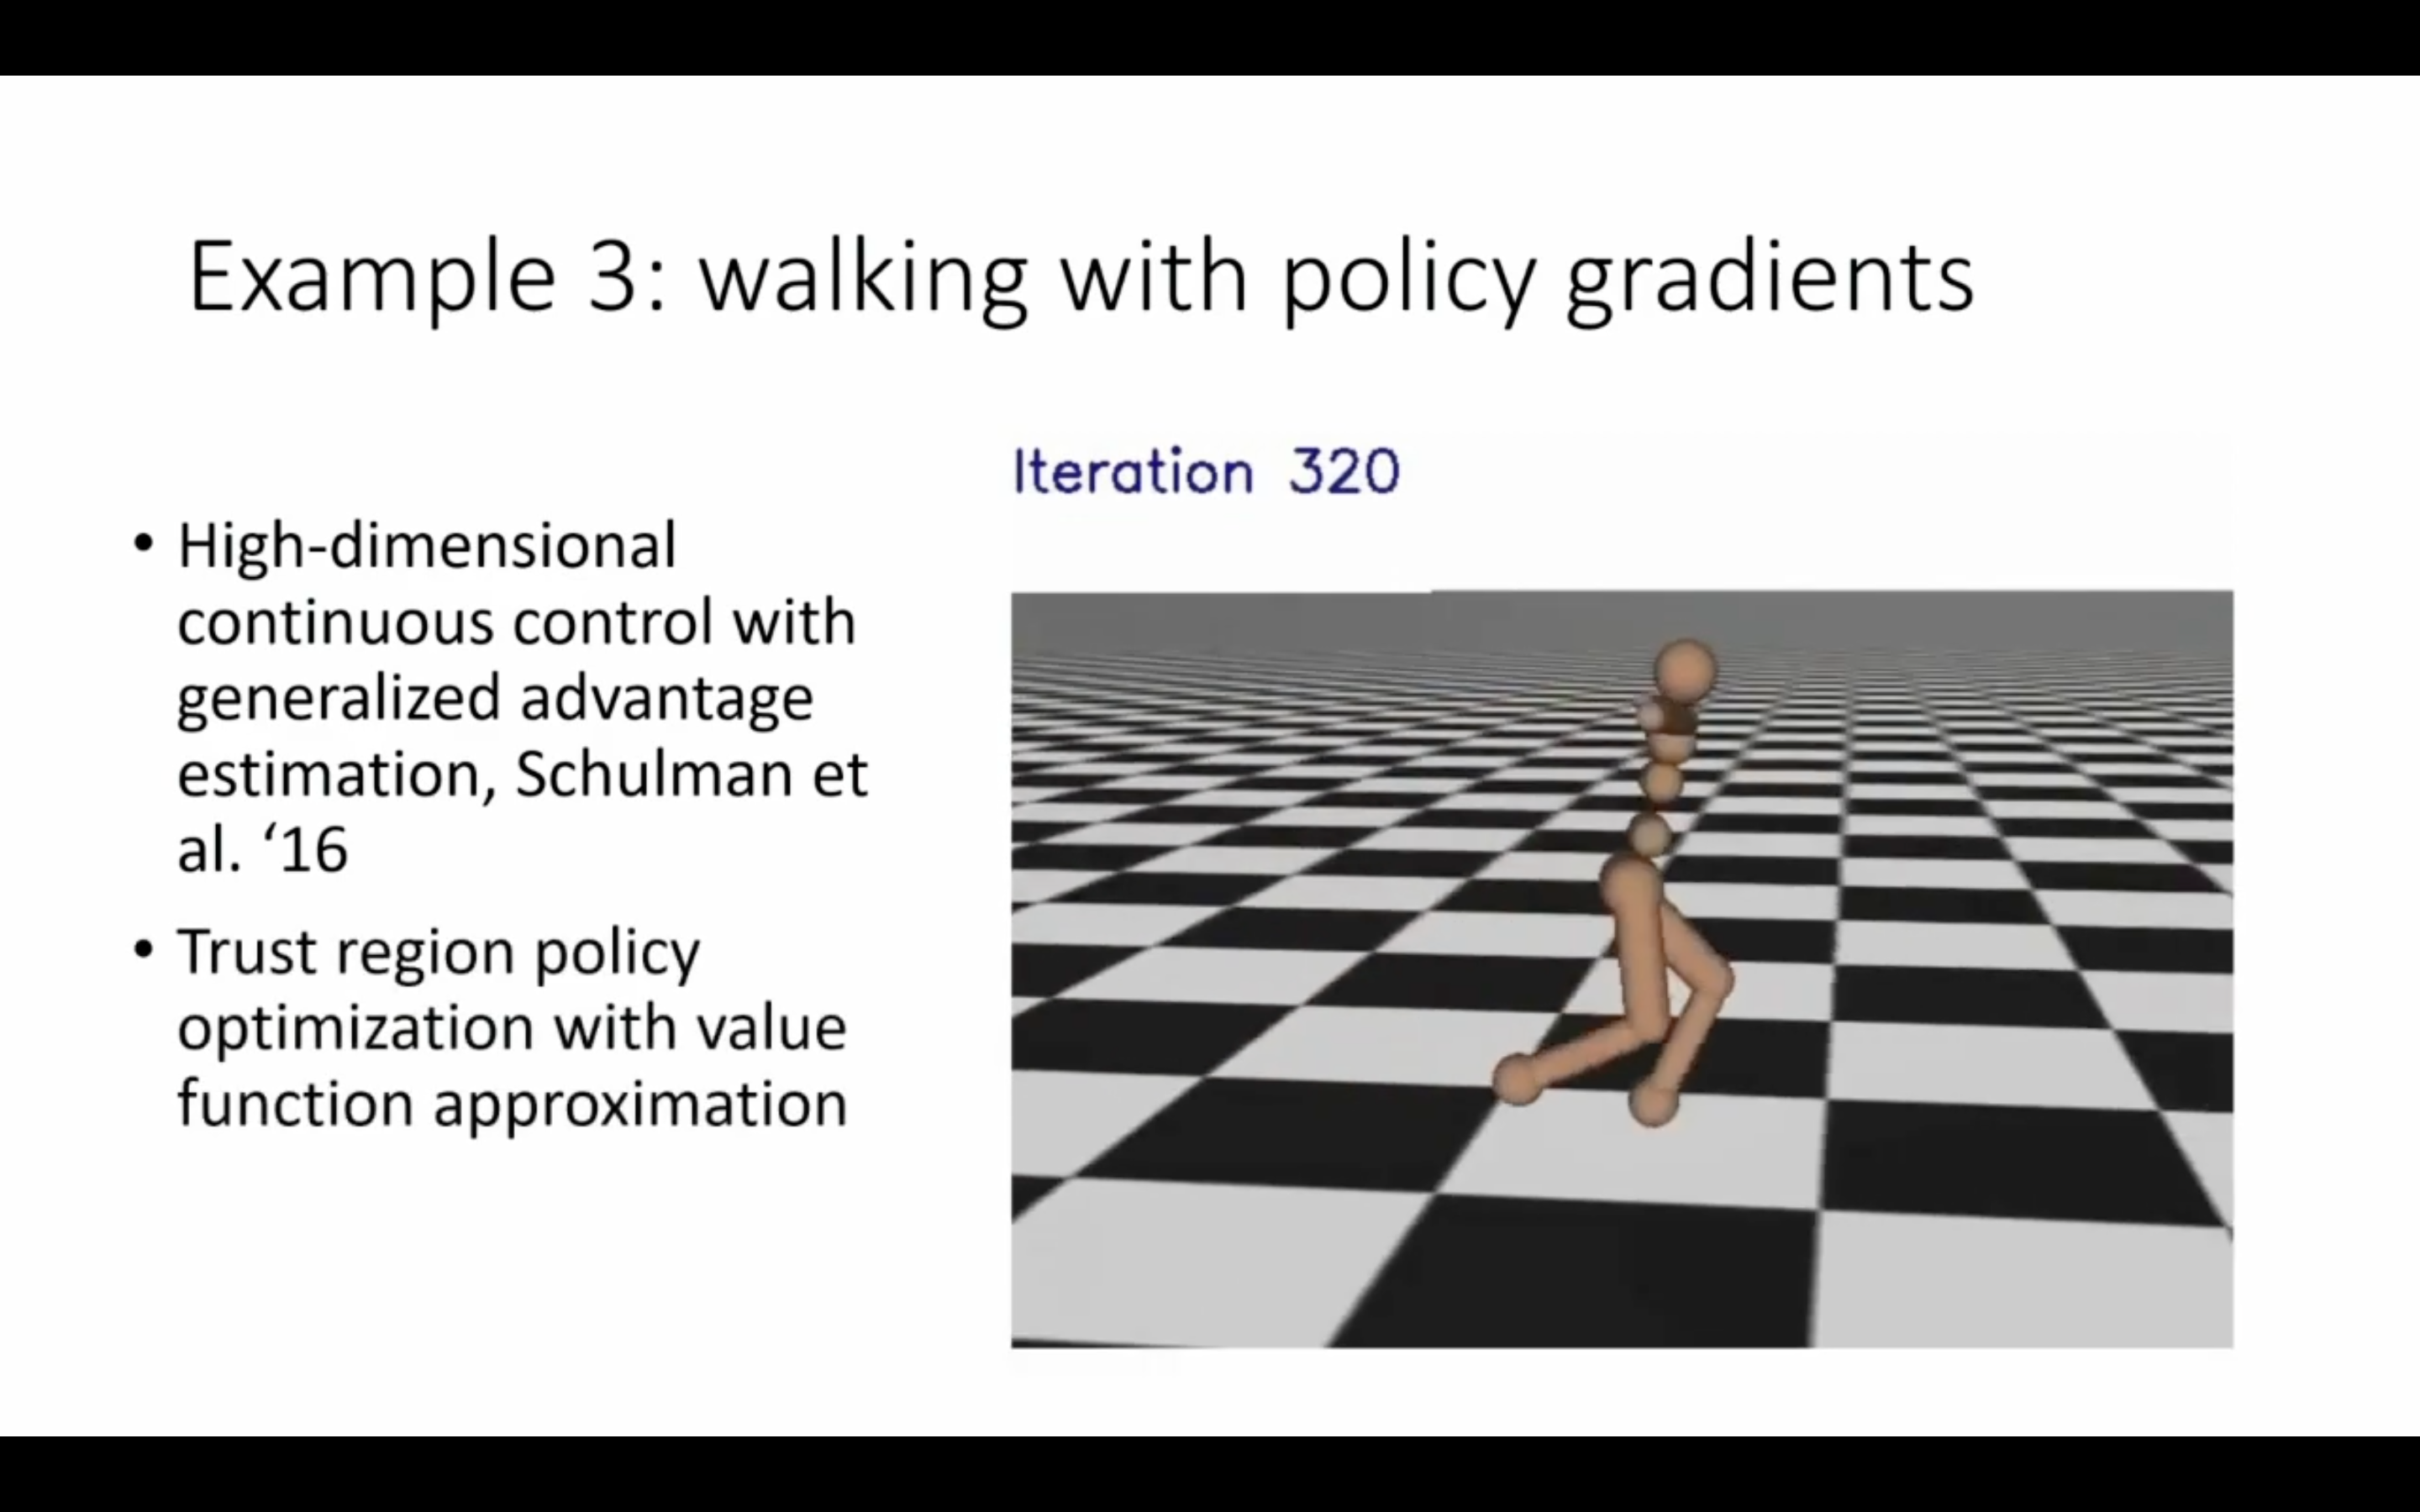 Example 3: walking with policy gradients
Iteration 320
• High-dimensional
continuous control with
generalized advantage
estimation, Schulman et
al. ‘16
• Trust region policy
optimization with value
function approximation